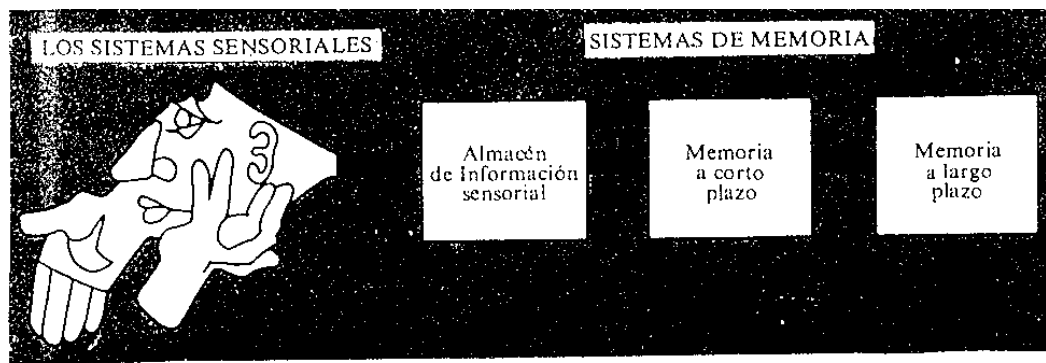 LOS SISTEMAS SENSORIALES
SISTEMAS DE MEMORIA
Almacén
de Información
sensorial
Memoria
a corto
plazo
Memoria
a largo
plazo